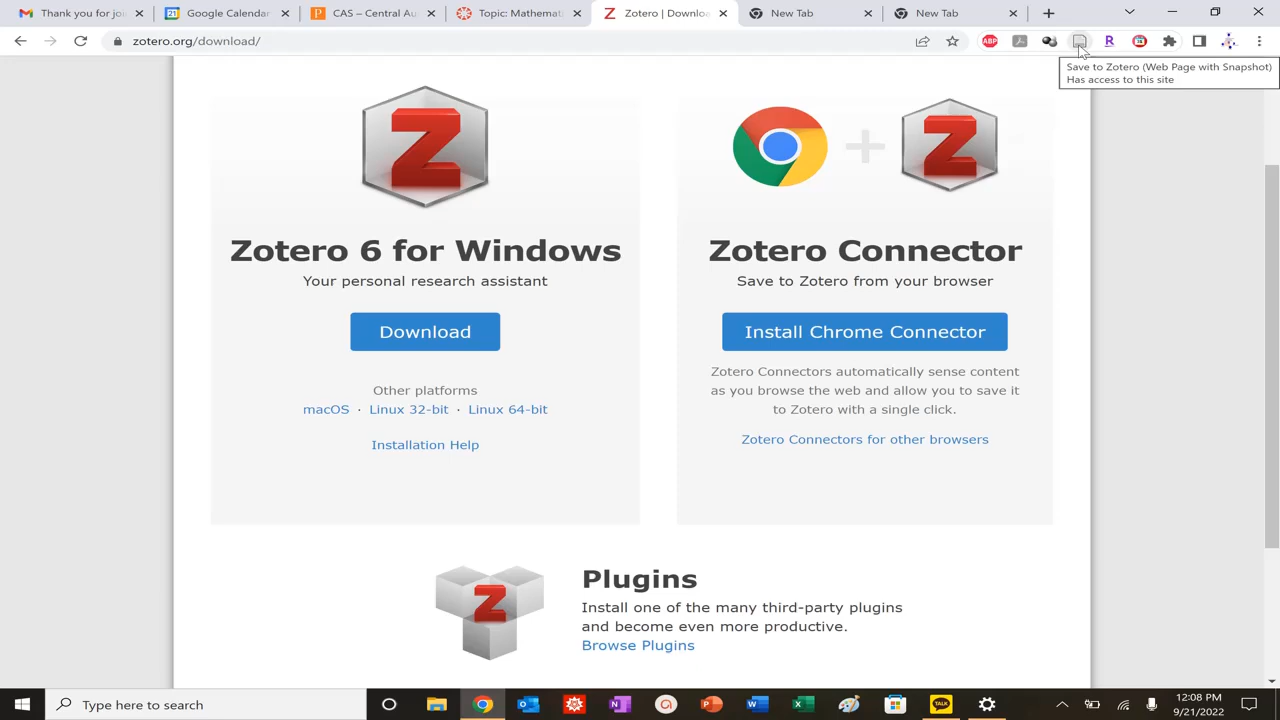 Thank you for joi
Google Calendar
CAS – Central Au
Topic: Mathemat
Zotero | Downlo
New Tab
New Tab
zotero.org/download/
ABP
R
Save to Zotero (Web Page with Snapshot)
Has access to this site
Z
Z
Zotero 6 for Windows
Your personal research assistant
Download
Other platforms
macOS · Linux 32-bit · Linux 64-bit
Installation Help
Zotero Connector
Save to Zotero from your browser
Install Chrome Connector
Zotero Connectors automatically sense content
as you browse the web and allow you to save it
to Zotero with a single click.
Zotero Connectors for other browsers
Z
Plugins
Install one of the many third-party plugins
and become even more productive.
Browse Plugins
Type here to search
TALK
12:08 PM
9/21/2022